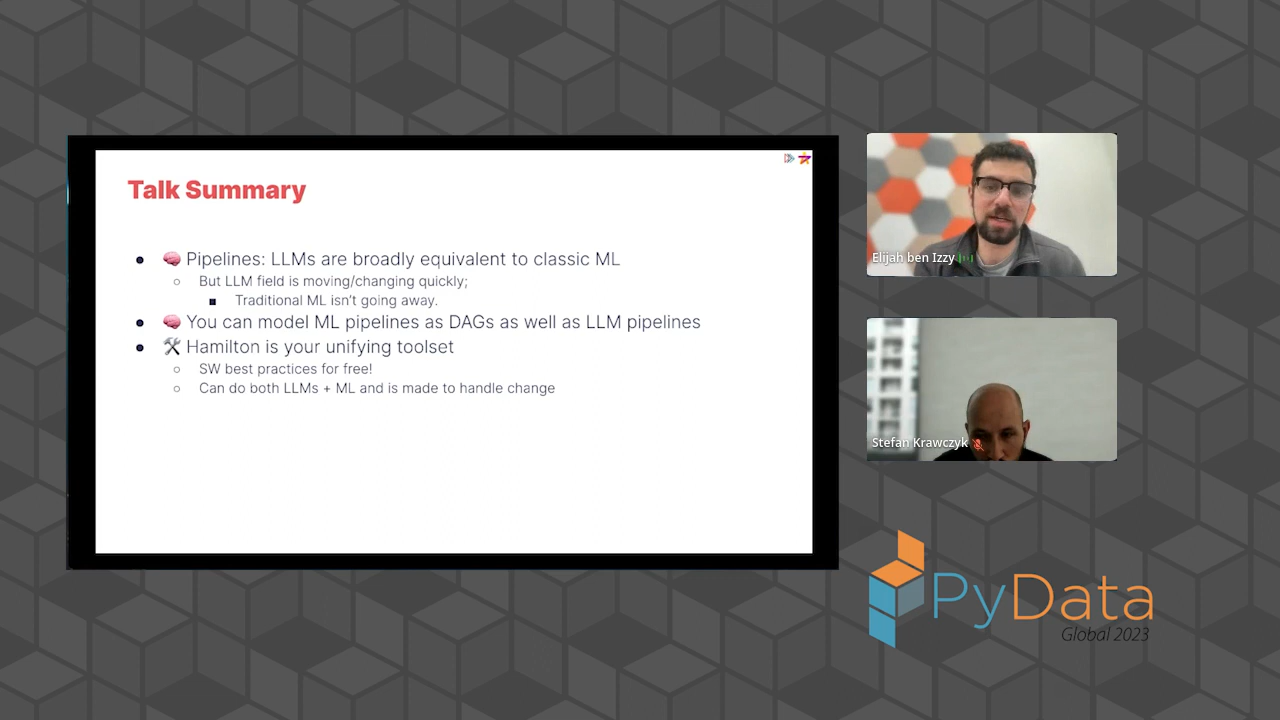 Talk Summary
🧠 Pipelines: LLMs are broadly equivalent to classic ML
But LLM field is moving/changing quickly;
Traditional ML isn't going away.
🧠 You can model ML pipelines as DAGs as well as LLM pipelines
🛠 Hamilton is your unifying toolset
SW best practices for free!
Can do both LLMs + ML and is made to handle change
Elijah ben Izzy
Stefan Krawczyk
PyData
Global 2023